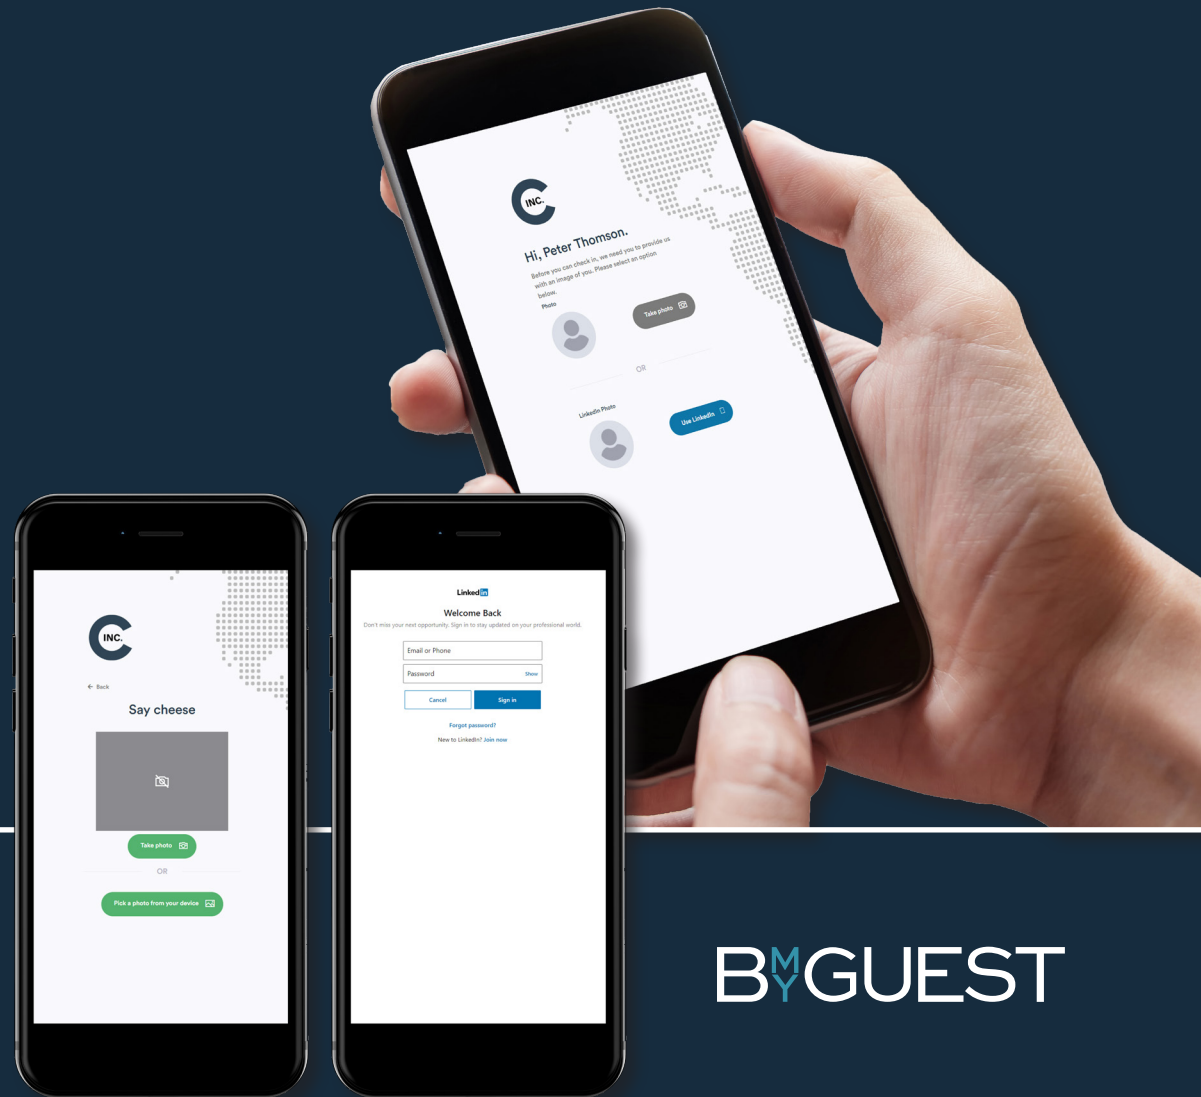 INC.
Hi, Peter Thomson.
Before you can check in, we need you to provide us
with an image of you. Please select an option
below.
Photo
Take photo
OR
LinkedIn Photo
Use LinkedIn
INC.
← Back
Say cheese
Take photo
OR
Pick a photo from your device
Linked in
Welcome Back
Don't miss your next opportunity. Sign in to stay updated on your professional world.
Email or Phone
Password Show
Cancel Sign in
Forgot password?
New to LinkedIn? Join now
BMYGUEST